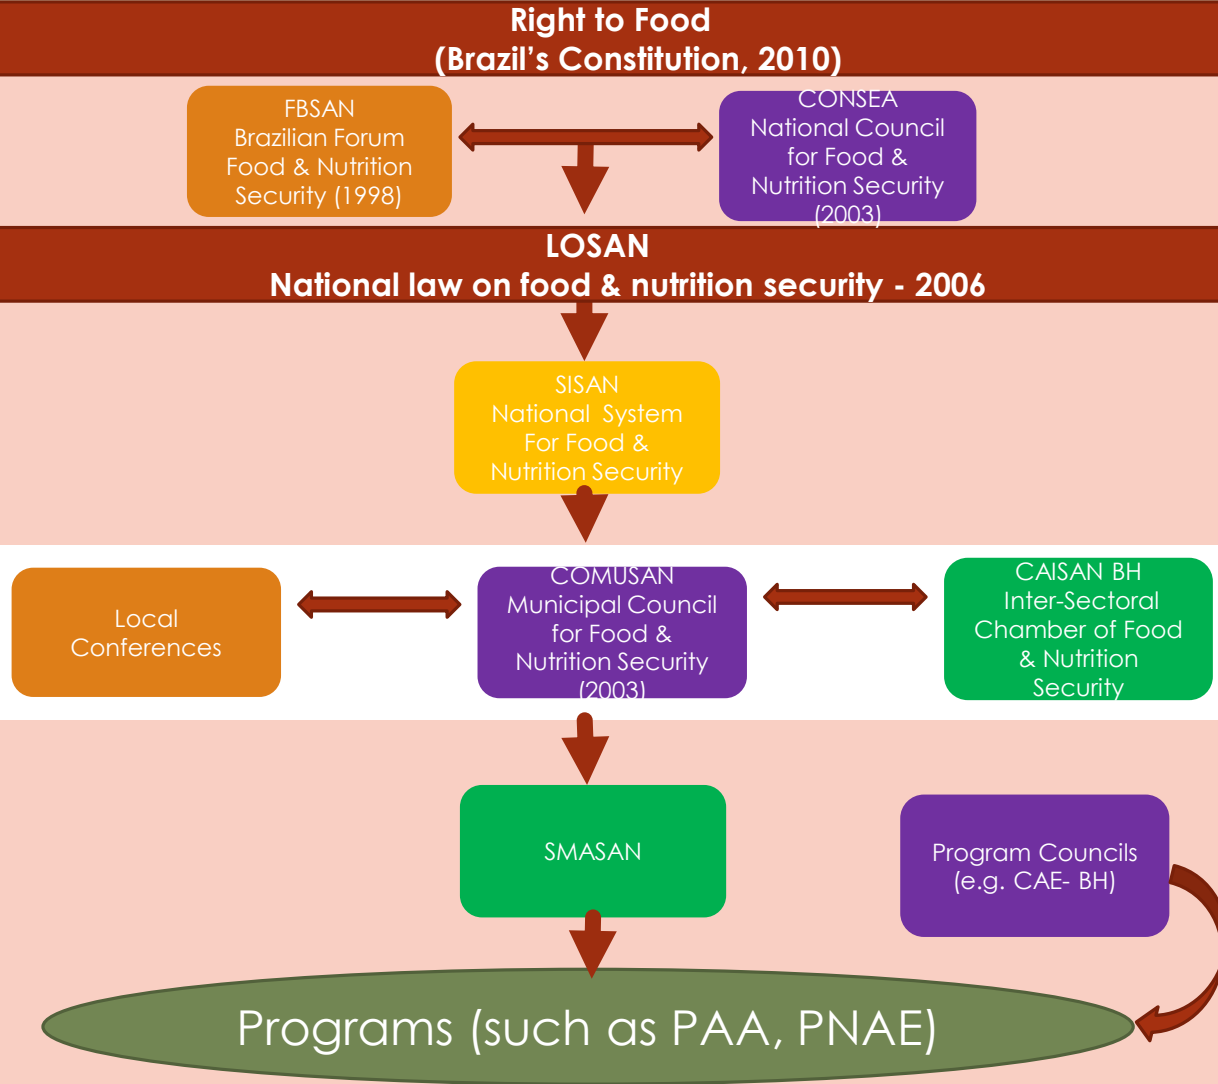 Right to Food
(Brazil’s Constitution, 2010)
FBSAN
Brazilian Forum
Food & Nutrition
Security (1998)
CONSEA
National Council
for Food &
Nutrition Security
(2003)
LOSAN
National law on food & nutrition security - 2006
SISAN
National System
For Food &
Nutrition Security
Local
Conferences
COMUSAN
Municipal Council
for Food &
Nutrition Security
(2003)
CAISAN BH
Inter-Sectoral
Chamber of Food
& Nutrition
Security
SMASAN
Program Councils
(e.g. CAE- BH)
Programs (such as PAA, PNAE)